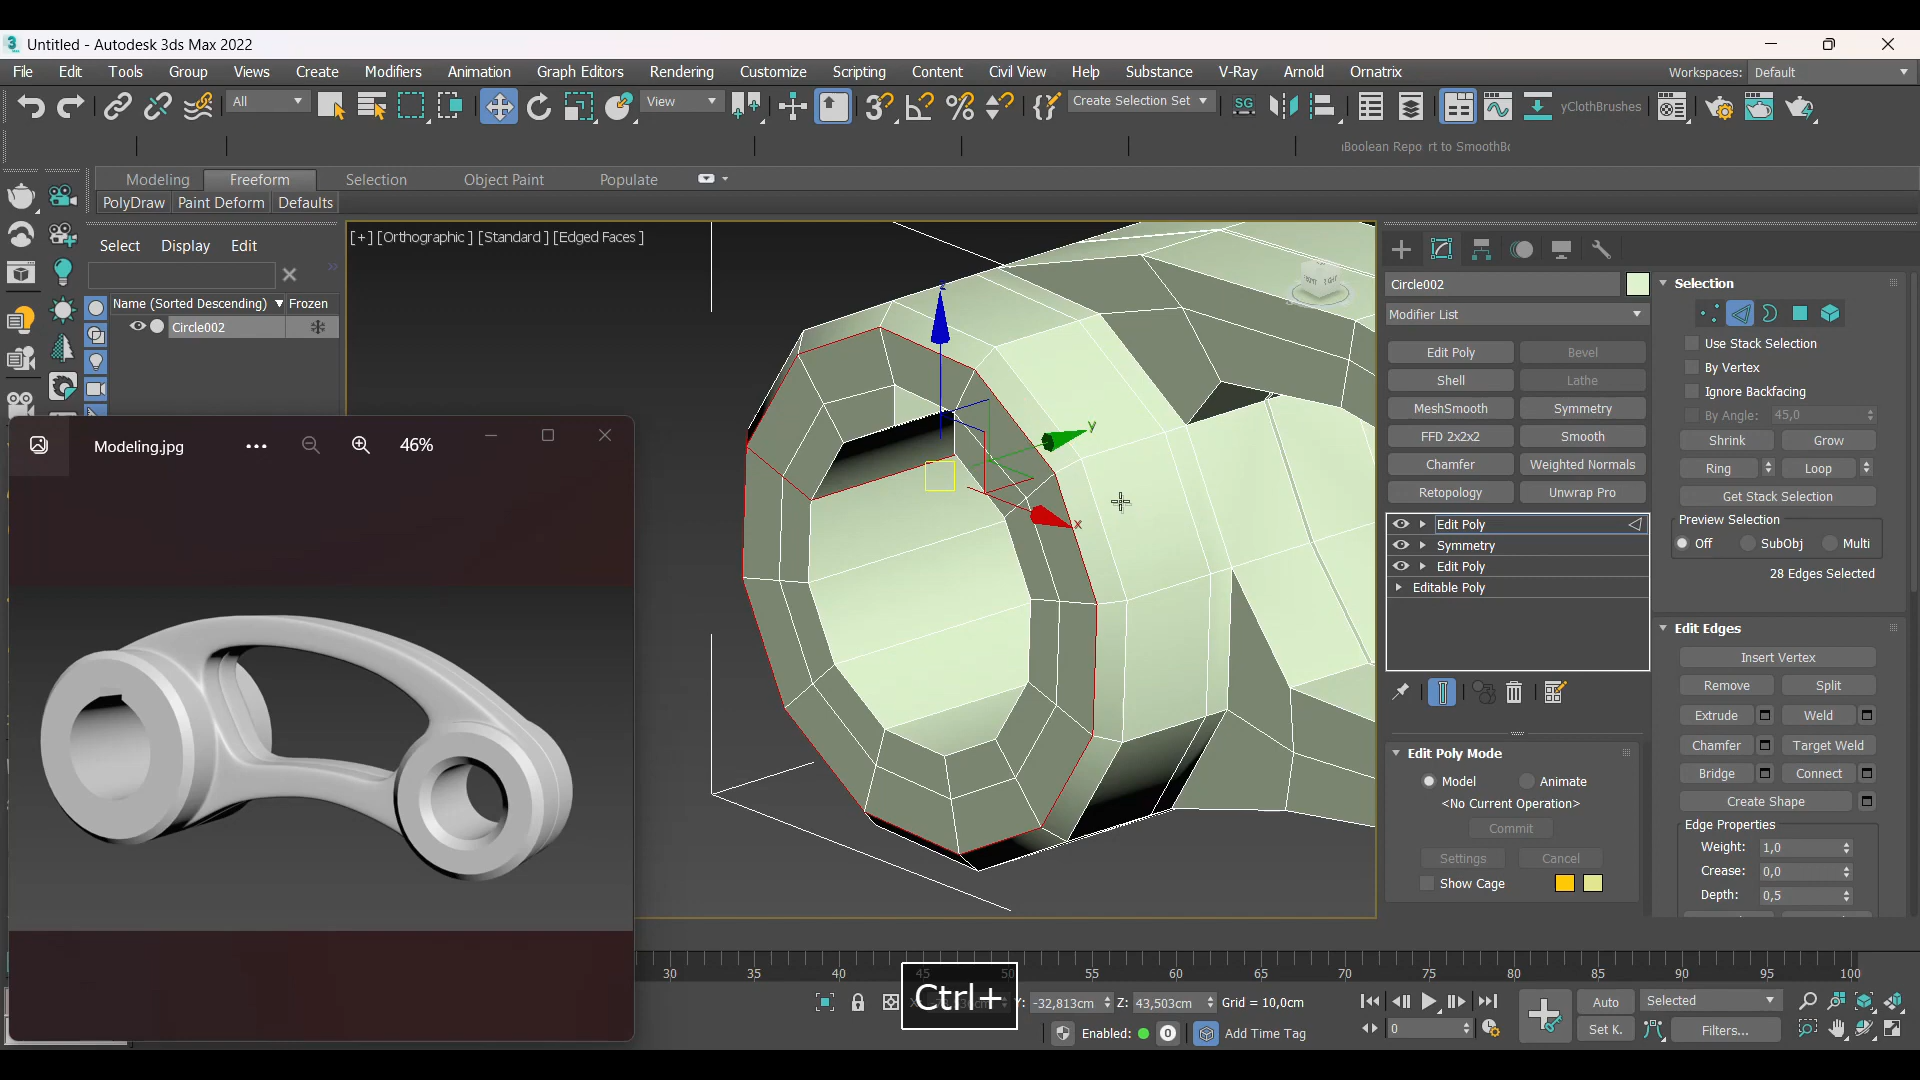 Untitled - Autodesk 3ds Max 2022
File Edit Tools Group Views Create Modifiers Animation Graph Editors Rendering Customize Scripting Content Civil View Help Substance V-Ray Arnold Ornatrix Workspaces: Default
All View Create Selection Set yClothBrushes
Boolean Repo rt to SmoothBo
Modeling Freeform Selection Object Paint Populate
PolyDraw Paint Deform Defaults
[+] [Orthographic ] [Standard ] [Edged Faces ]
Select Display Edit
Name (Sorted Descending) Frozen
Circle002
Modeling.jpg 46%
z
y
x
Circle002
Modifier List
Edit Poly Bevel
Shell Lathe
MeshSmooth Symmetry
FFD 2x2x2 Smooth
Chamfer Weighted Normals
Retopology Unwrap Pro
Edit Poly
Symmetry
Edit Poly
Editable Poly
Edit Poly Mode
Model Animate
<No Current Operation>
Commit
Settings Cancel
Show Cage
Selection
Use Stack Selection
By Vertex
Ignore Backfacing
By Angle: 45,0
Shrink Grow
Ring Loop
Get Stack Selection
Preview Selection
Off SubObj Multi
28 Edges Selected
Edit Edges
Insert Vertex
Remove Split
Extrude Weld
Chamfer Target Weld
Bridge Connect
Create Shape
Edge Properties
Weight: 1,0
Crease: 0,0
Depth: 0,5
30 35 40 45 50 55 60 65 70 75 80 85 90 95 100
Ctrl+
Y: -32,813cm Z: 43,503cm Grid = 10,0cm
Enabled: 0 Add Time Tag
0
Auto Selected
Set K. Filters...